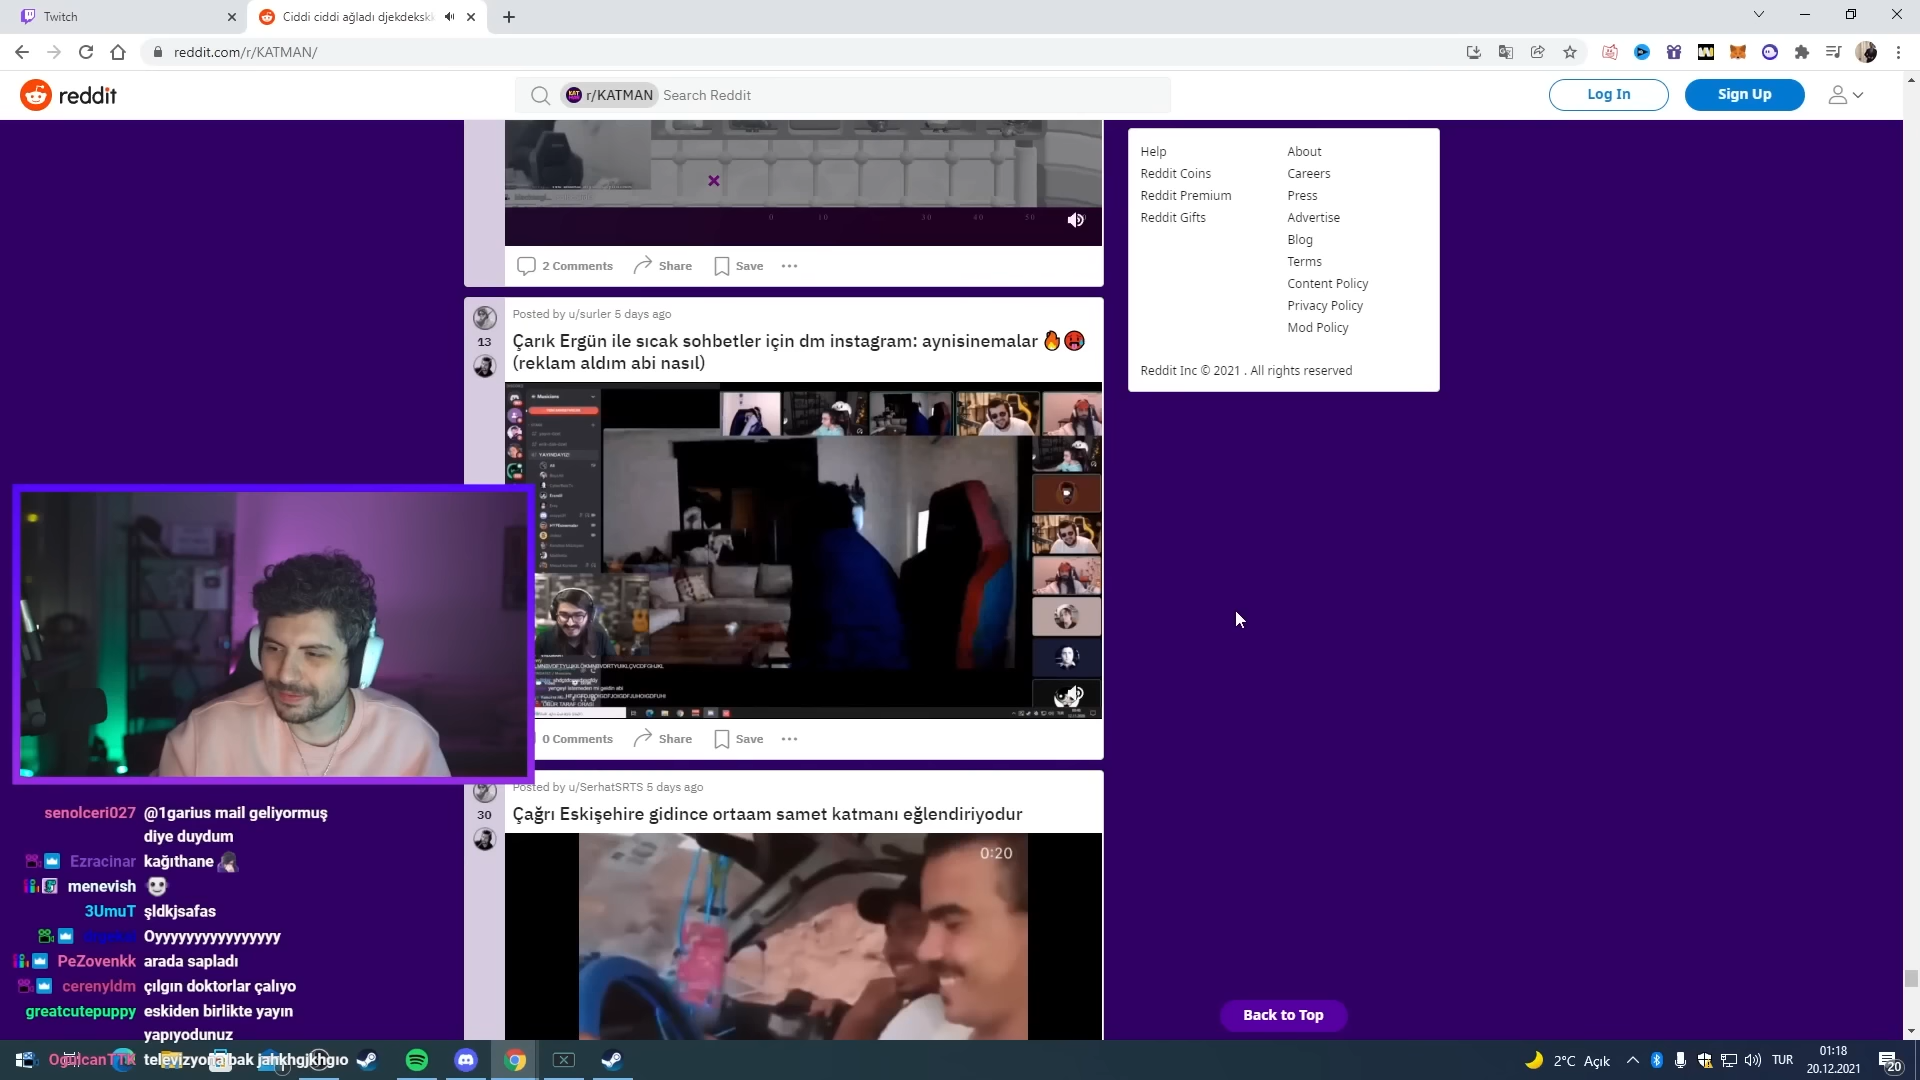 Twitch
Ciddi ciddi ağladı djekdekskk
reddit.com/r/KATMAN/
reddit
r/KATMAN
Search Reddit
Log In
Sign Up
2 Comments
Share
Save
Help
About
Reddit Coins
Careers
Reddit Premium
Press
Reddit Gifts
Advertise
Blog
Terms
Content Policy
Privacy Policy
Mod Policy
Reddit Inc © 2021 . All rights reserved
Posted by u/surler 5 days ago
13
Çarık Ergün ile sıcak sohbetler için dm instagram: aynisinemalar
(reklam aldım abi nasıl)
0 Comments
Share
Save
Posted by u/SerhatSRTS 5 days ago
30
Çağrı Eskişehire gidince ortaam samet katmanı eğlendiriyodur
0:20
senolceri027 @1garius mail geliyormuş
diye duydum
Ezracinar kağıthane
menevish
3UmuT şldkjsafas
Oyyyyyyyyyyyyyyyy
PeZovenkk arada sapladı
cerenyldm çılgın doktorlar çalıyo
greatcutepuppy eskiden birlikte yayın
yapıyodunuz
OgulcanTTK televizyona bak jahkhgjkhgıo
Back to Top
2°C Açık
TUR
01:18
20.12.2021
20